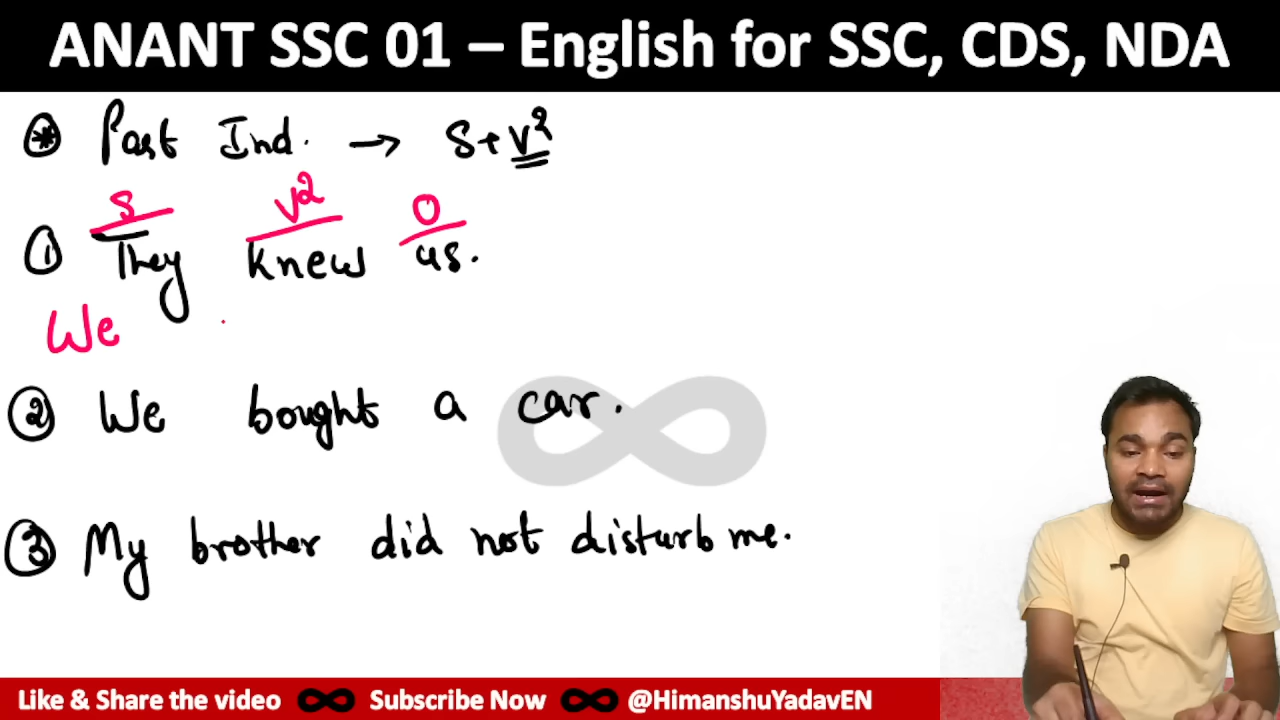 ANANT SSC 01 – English for SSC, CDS, NDA
* Past Ind. → S+V²
S V² O
① They knew us.
We
② We bought a car.
③ My brother did not disturb me.
Like & Share the video Subscribe Now @HimanshuYadavEN